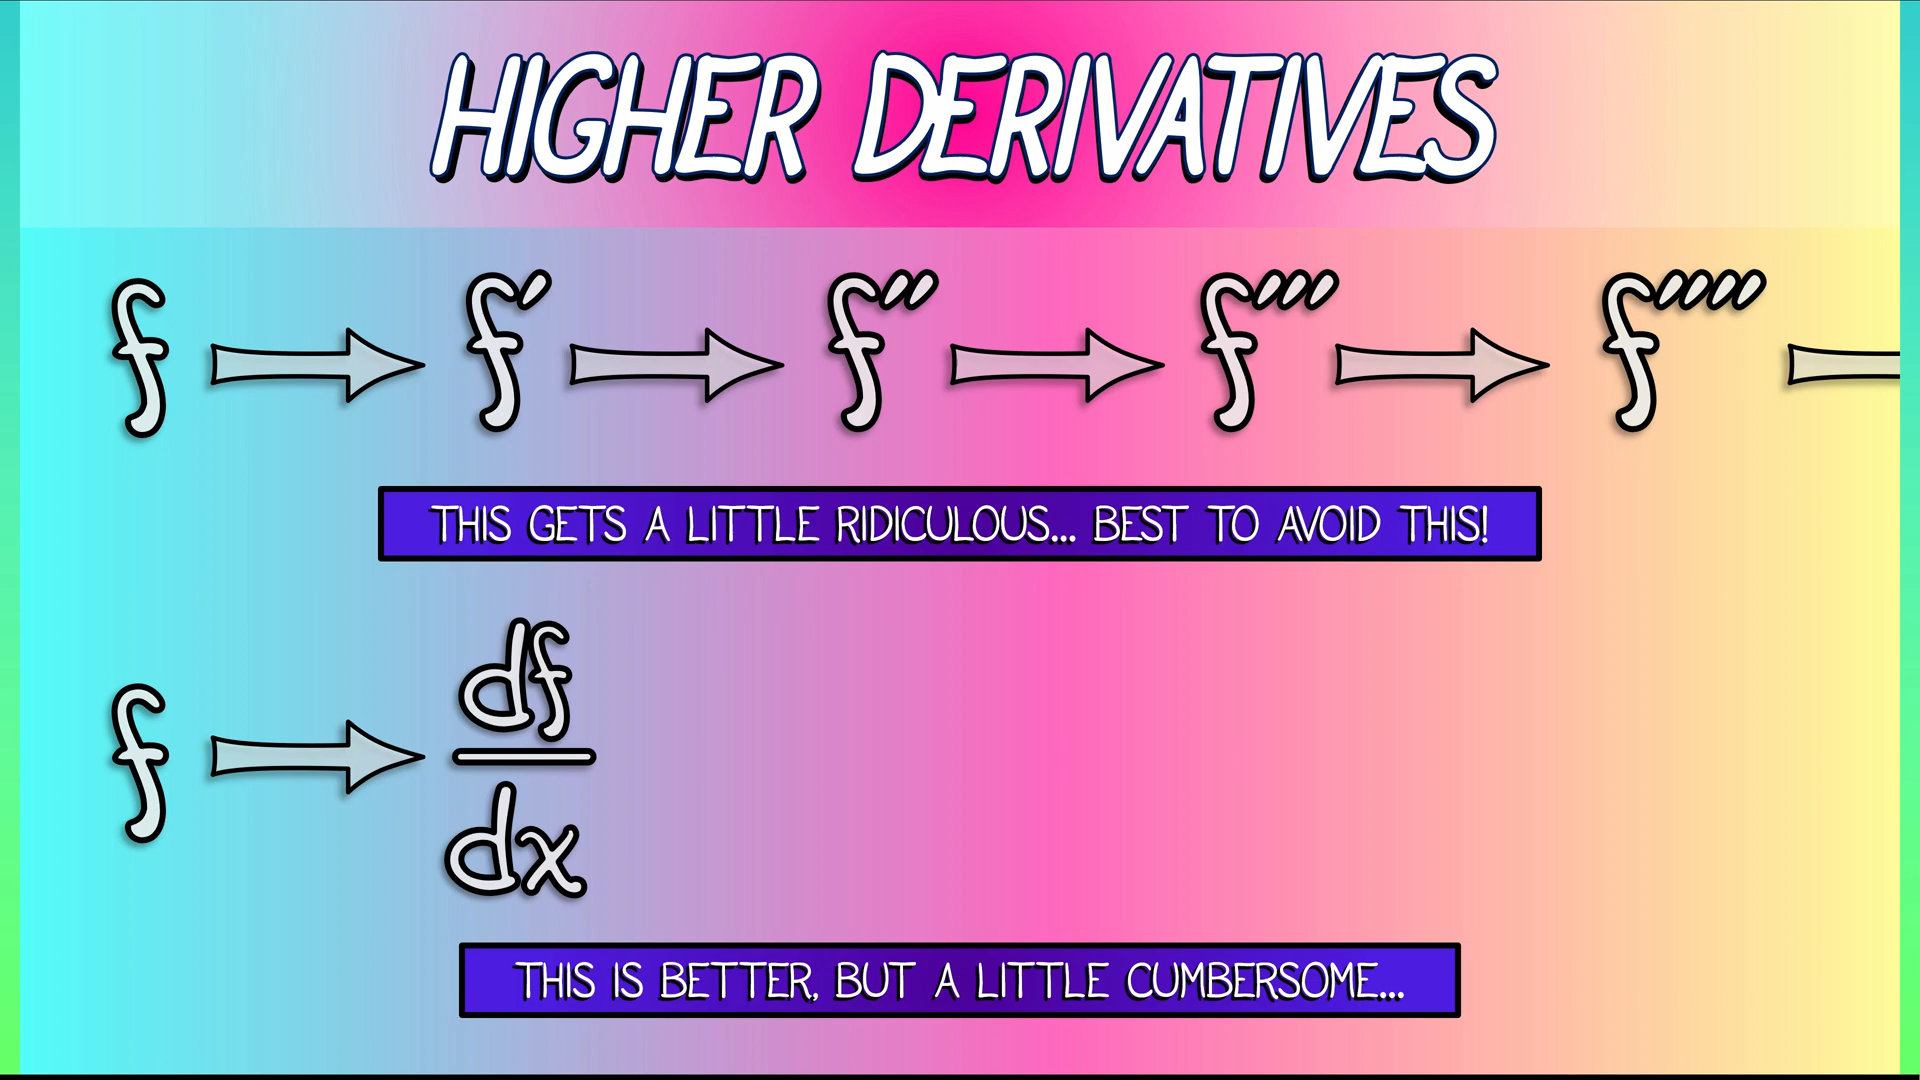 HIGHER DERIVATIVES
f → f′ → f′′ → f′′′ → f′′′′
THIS GETS A LITTLE RIDICULOUS... BEST TO AVOID THIS!
f → df/dx
THIS IS BETTER, BUT A LITTLE CUMBERSOME...